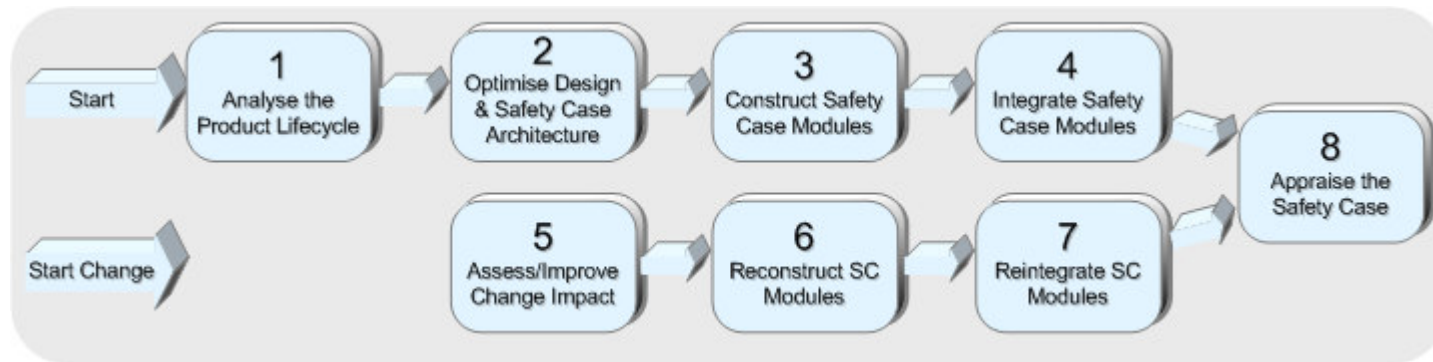 Start
1
Analyse the
Product Lifecycle
2
Optimise Design
& Safety Case
Architecture
3
Construct Safety
Case Modules
4
Integrate Safety
Case Modules
8
Appraise the
Safety Case
Start Change
5
Assess/Improve
Change Impact
6
Reconstruct SC
Modules
7
Reintegrate SC
Modules